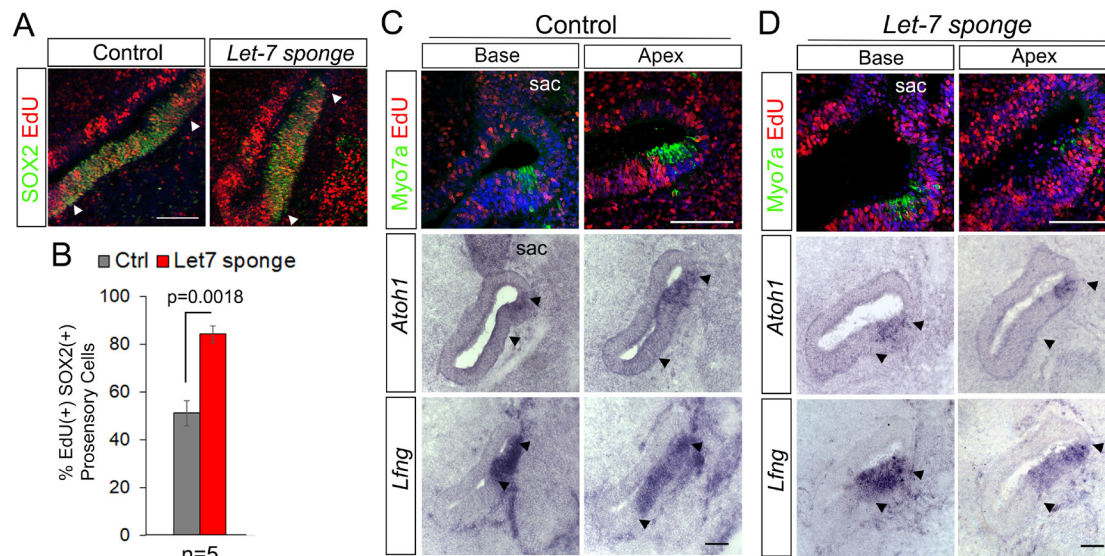 A
Control
Let-7 sponge
SOX2 EdU
B
Ctrl
Let7 sponge
p=0.0018
% EdU(+) SOX2(+)
Prosensory Cells
100
80
60
40
20
0
n=5
C
Control
Base
Apex
Myo7a EdU
sac
Atoh1
sac
Lfng
D
Let-7 sponge
Base
Apex
Myo7a EdU
sac
Atoh1
Lfng